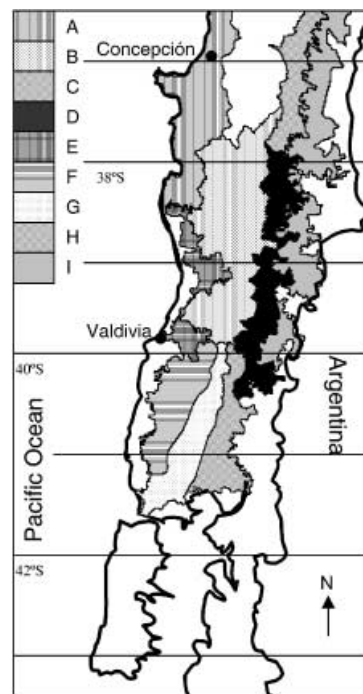 A
B
C
D
E
F
G
H
I
Concepción
38°S
Valdivia
40°S
Argentina
Pacific Ocean
42°S
N